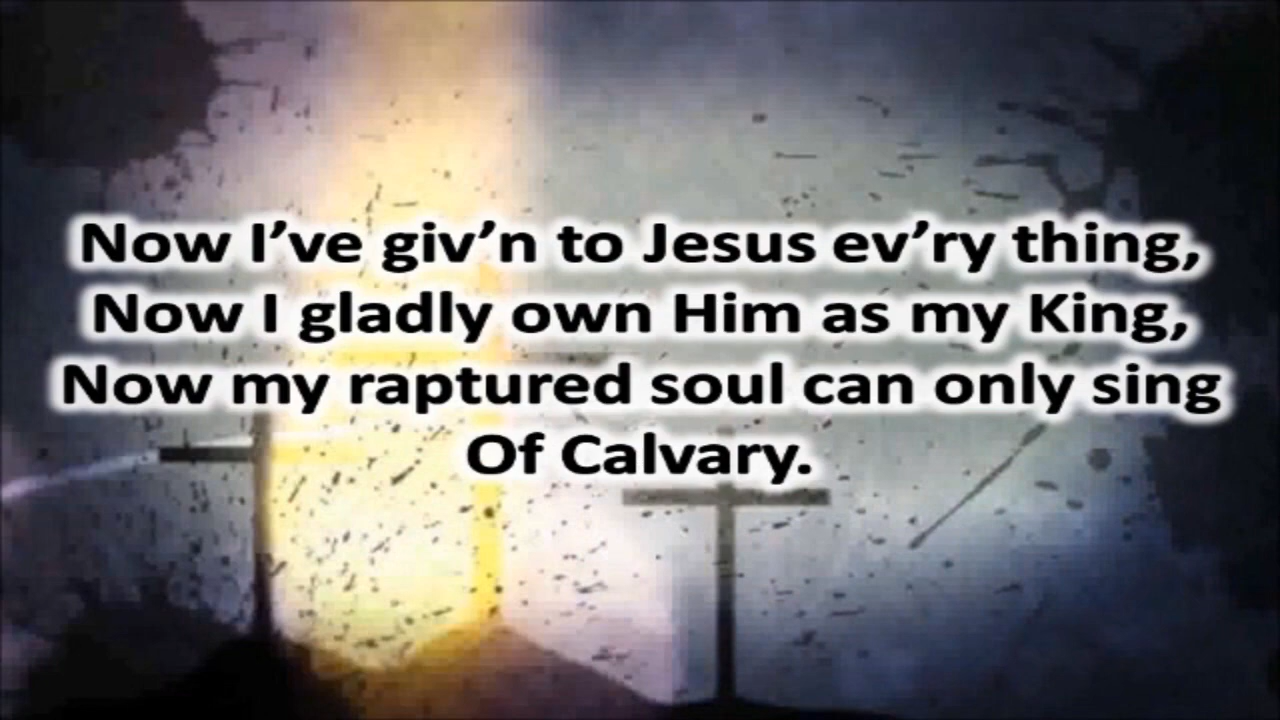 Now I’ve giv’n to Jesus ev’ry thing,
Now I gladly own Him as my King,
Now my raptured soul can only sing
Of Calvary.